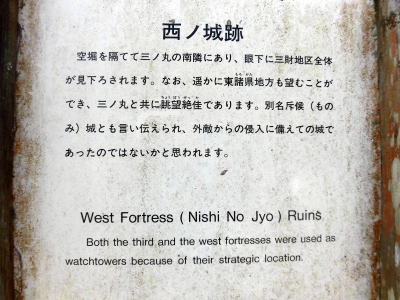 西ノ城跡
空堀を隔てて三ノ丸の南隣にあり、眼下に三財地区全体
が見下ろされます。なお、遥かに東諸県地方も望むことが
でき、三ノ丸と共に眺望絶佳であります。別名斥候（もの
み）城とも言い伝えられ、外敵からの侵入に備えての城で
あったのではないかと思われます。
West Fortress ( Nishi No Jyo ) Ruins
Both the third and the west fortresses were used as
watchtowers because of their strategic location.